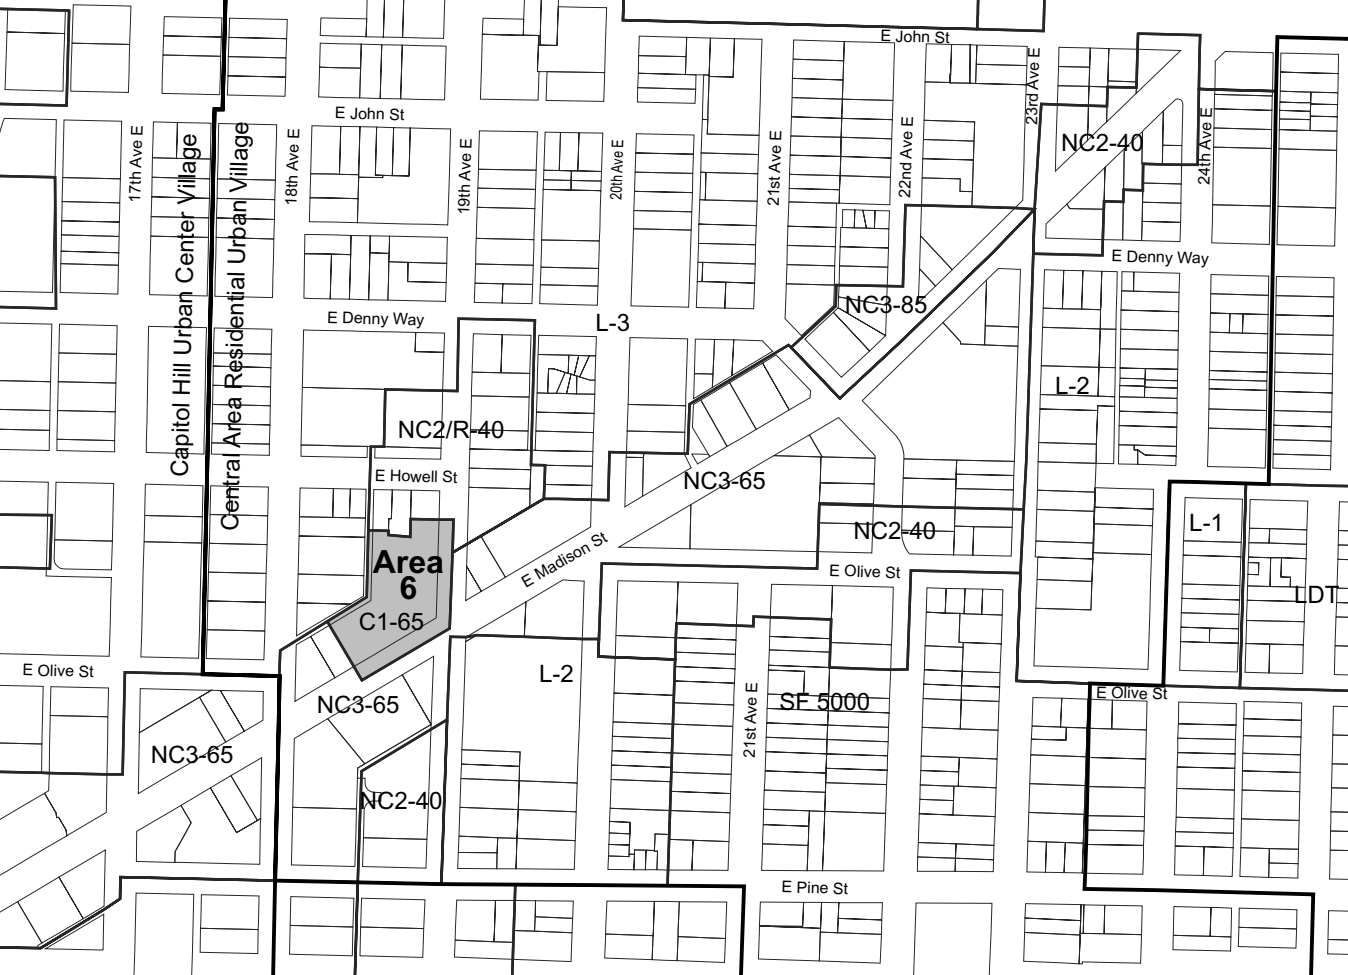 E John St
E John St
17th Ave E
Capitol Hill Urban Center Village
Central Area Residential Urban Village
18th Ave E
19th Ave E
20th Ave E
21st Ave E
22nd Ave E
23rd Ave E
NC2-40
24th Ave E
E Denny Way
NC3-85
E Denny Way
L-3
L-2
NC2/R-40
E Howell St
NC3-65
NC2-40
L-1
E Madison St
Area
6
C1-65
E Olive St
LDT
E Olive St
L-2
E Olive St
NC3-65
21st Ave E
SF 5000
NC3-65
NC2-40
E Pine St